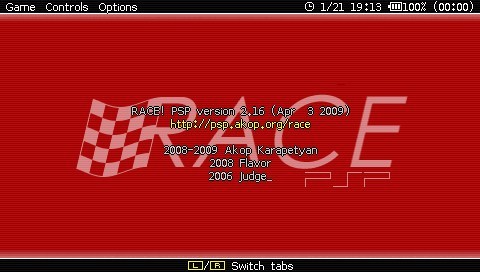 Game Controls Options 1/21 19:13 100% (00:00)
RACE! PSP version 2.16 (Apr 3 2009)
http://psp.akop.org/race
RACE
PSP
2008-2009 Akop Karapetyan
2008 Flavor
2006 Judge_
L/R Switch tabs